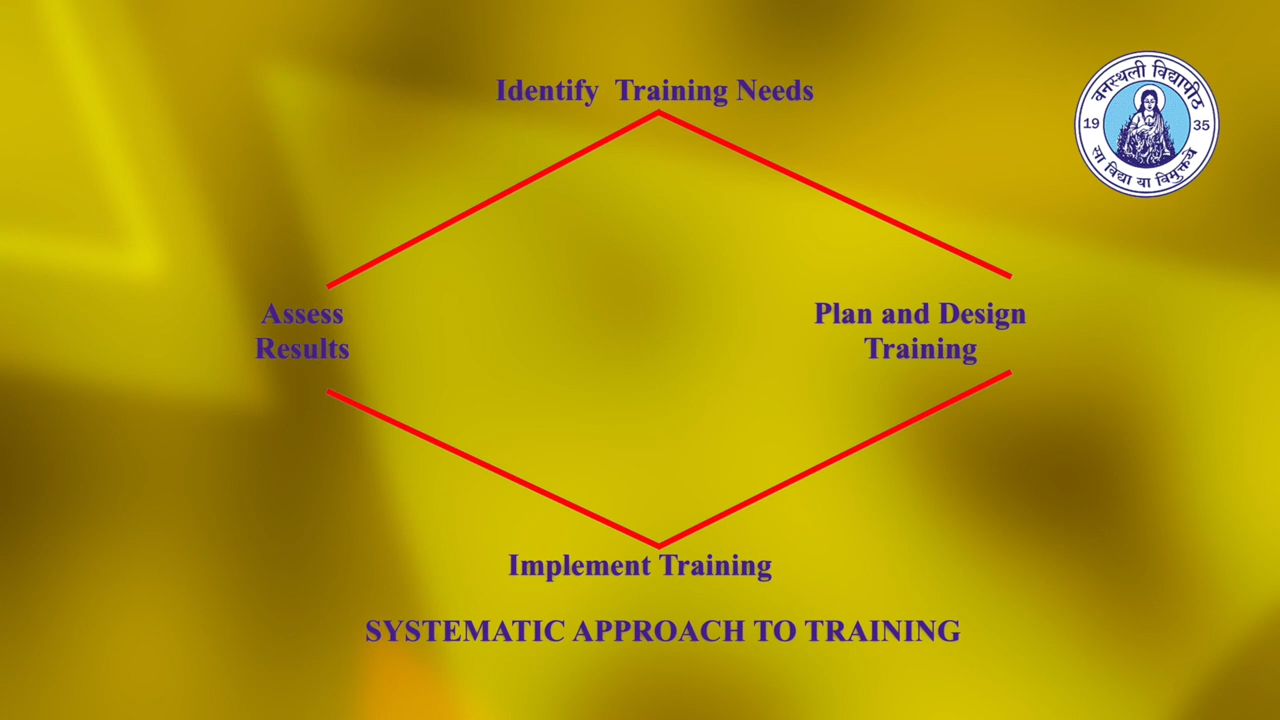 Identify Training Needs
वनस्थली विद्यापीठ
19 35
सा विद्या या विमुक्तये
Assess
Results
Plan and Design
Training
Implement Training
SYSTEMATIC APPROACH TO TRAINING